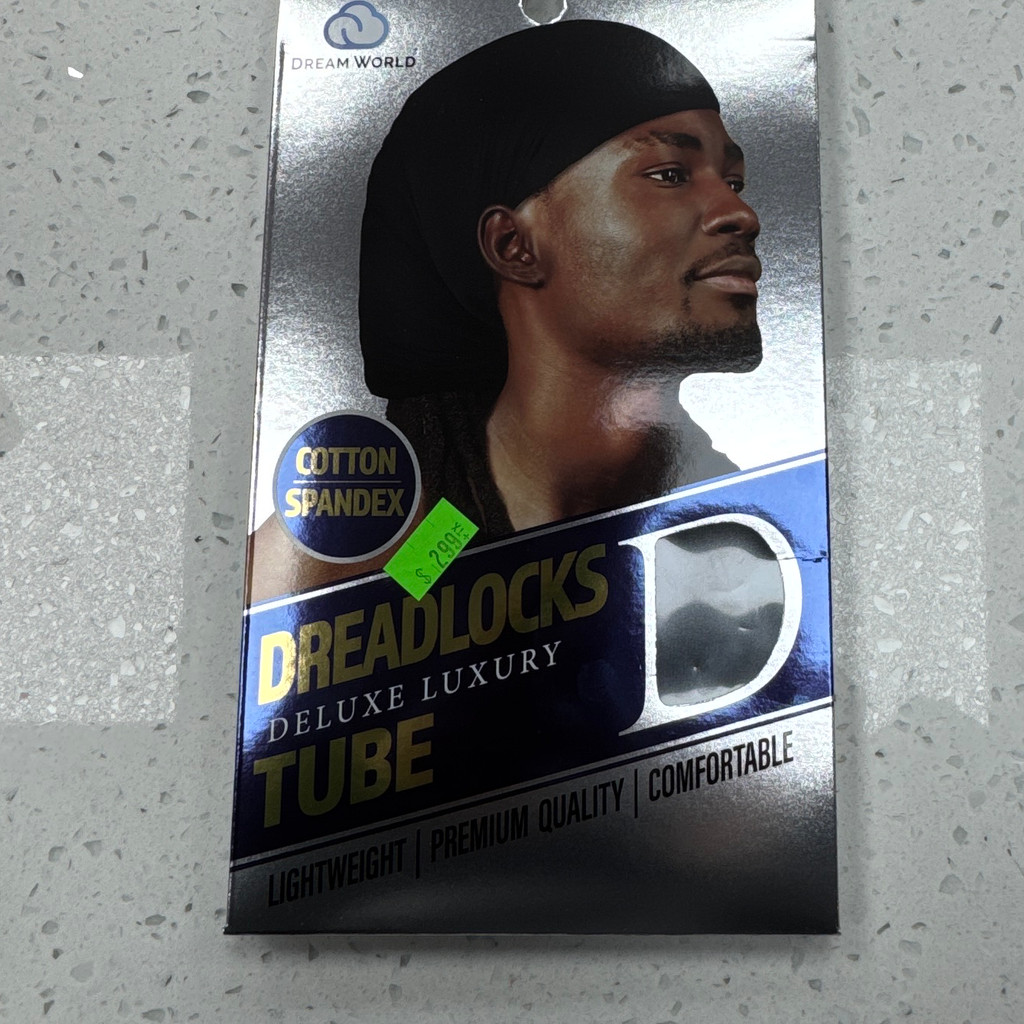 DREAM WORLD
COTTON
SPANDEX
$ 2.99
DREADLOCKS
DELUXE LUXURY
TUBE
D
LIGHTWEIGHT | PREMIUM QUALITY | COMFORTABLE